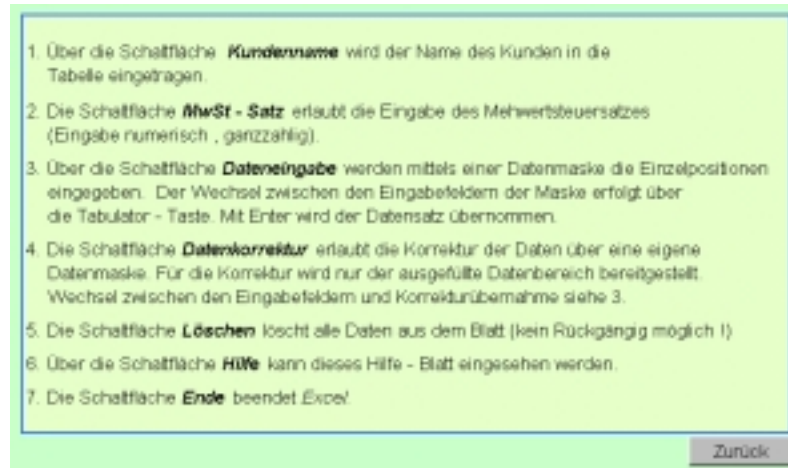 1. Über die Schaltfläche Kundenname wird der Name des Kunden in die
Tabelle eingetragen.
2. Die Schaltfläche MwSt - Satz erlaubt die Eingabe des Mehwertsteuersatzes
(Eingabe numerisch , ganzzahlig).
3. Über die Schaltfläche Dateneingabe werden mittels einer Datenmaske die Einzelpositionen
eingegeben. Der Wechsel zwischen den Eingabefeldern der Maske erfolgt über
die Tabulator - Taste. Mit Enter wird der Datensatz übernommen.
4. Die Schaltfläche Datenkorrektur erlaubt die Korrektur der Daten über eine eigene
Datenmaske. Für die Korrektur wird nur der ausgefüllte Datenbereich bereitgestellt.
Wechsel zwischen den Eingabefeldern und Korrekturübernahme siehe 3.
5. Die Schaltfläche Löschen löscht alle Daten aus dem Blatt (kein Rückgängig möglich !)
6. Über die Schaltfläche Hilfe kann dieses Hilfe - Blatt eingesehen werden.
7. Die Schaltfläche Ende beendet Excel.
Zurück